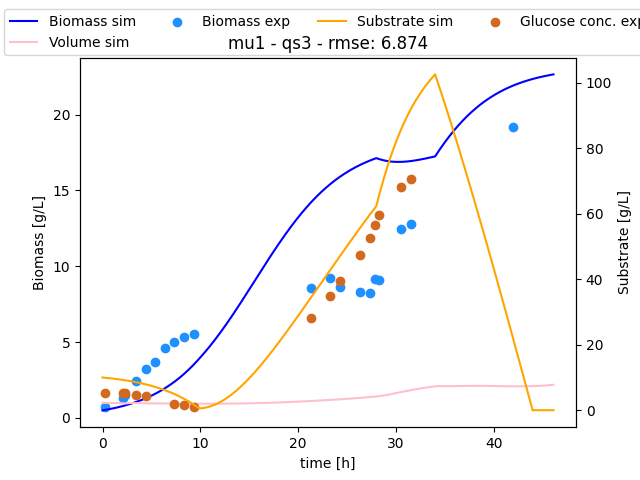 Biomass sim Biomass exp Substrate sim Glucose conc. exp
Volume sim
mu1 - qs3 - rmse: 6.874
Biomass [g/L]
20
15
10
5
0
100
80
60
40
20
0
Substrate [g/L]
0 10 20 30 40
time [h]